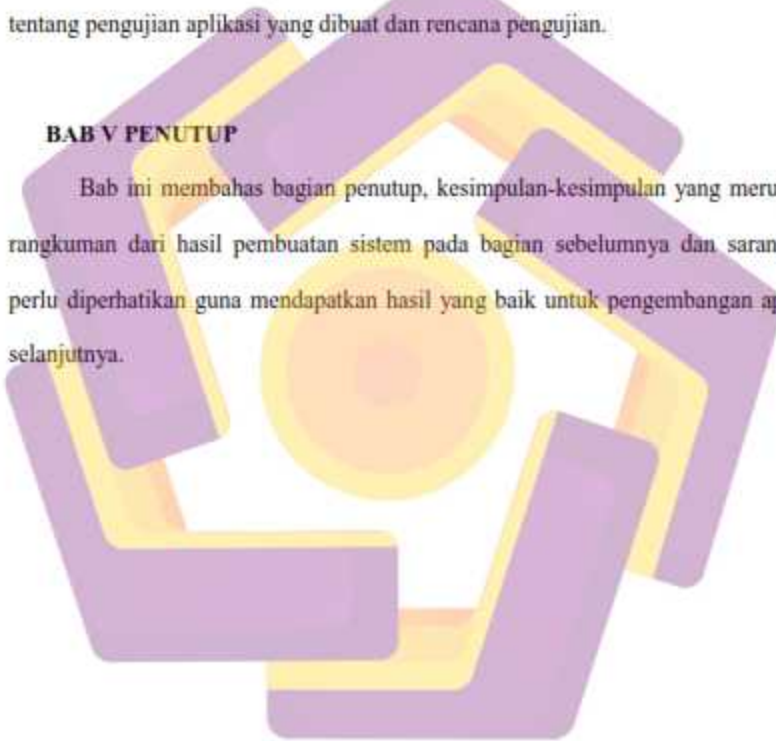 tentang pengujian aplikasi yang dibuat dan rencana pengujian.
BAB V PENUTUP
Bab ini membahas bagian penutup, kesimpulan-kesimpulan yang meru
rangkuman dari hasil pembuatan sistem pada bagian sebelumnya dan saran
perlu diperhatikan guna mendapatkan hasil yang baik untuk pengembangan ap
selanjutnya.